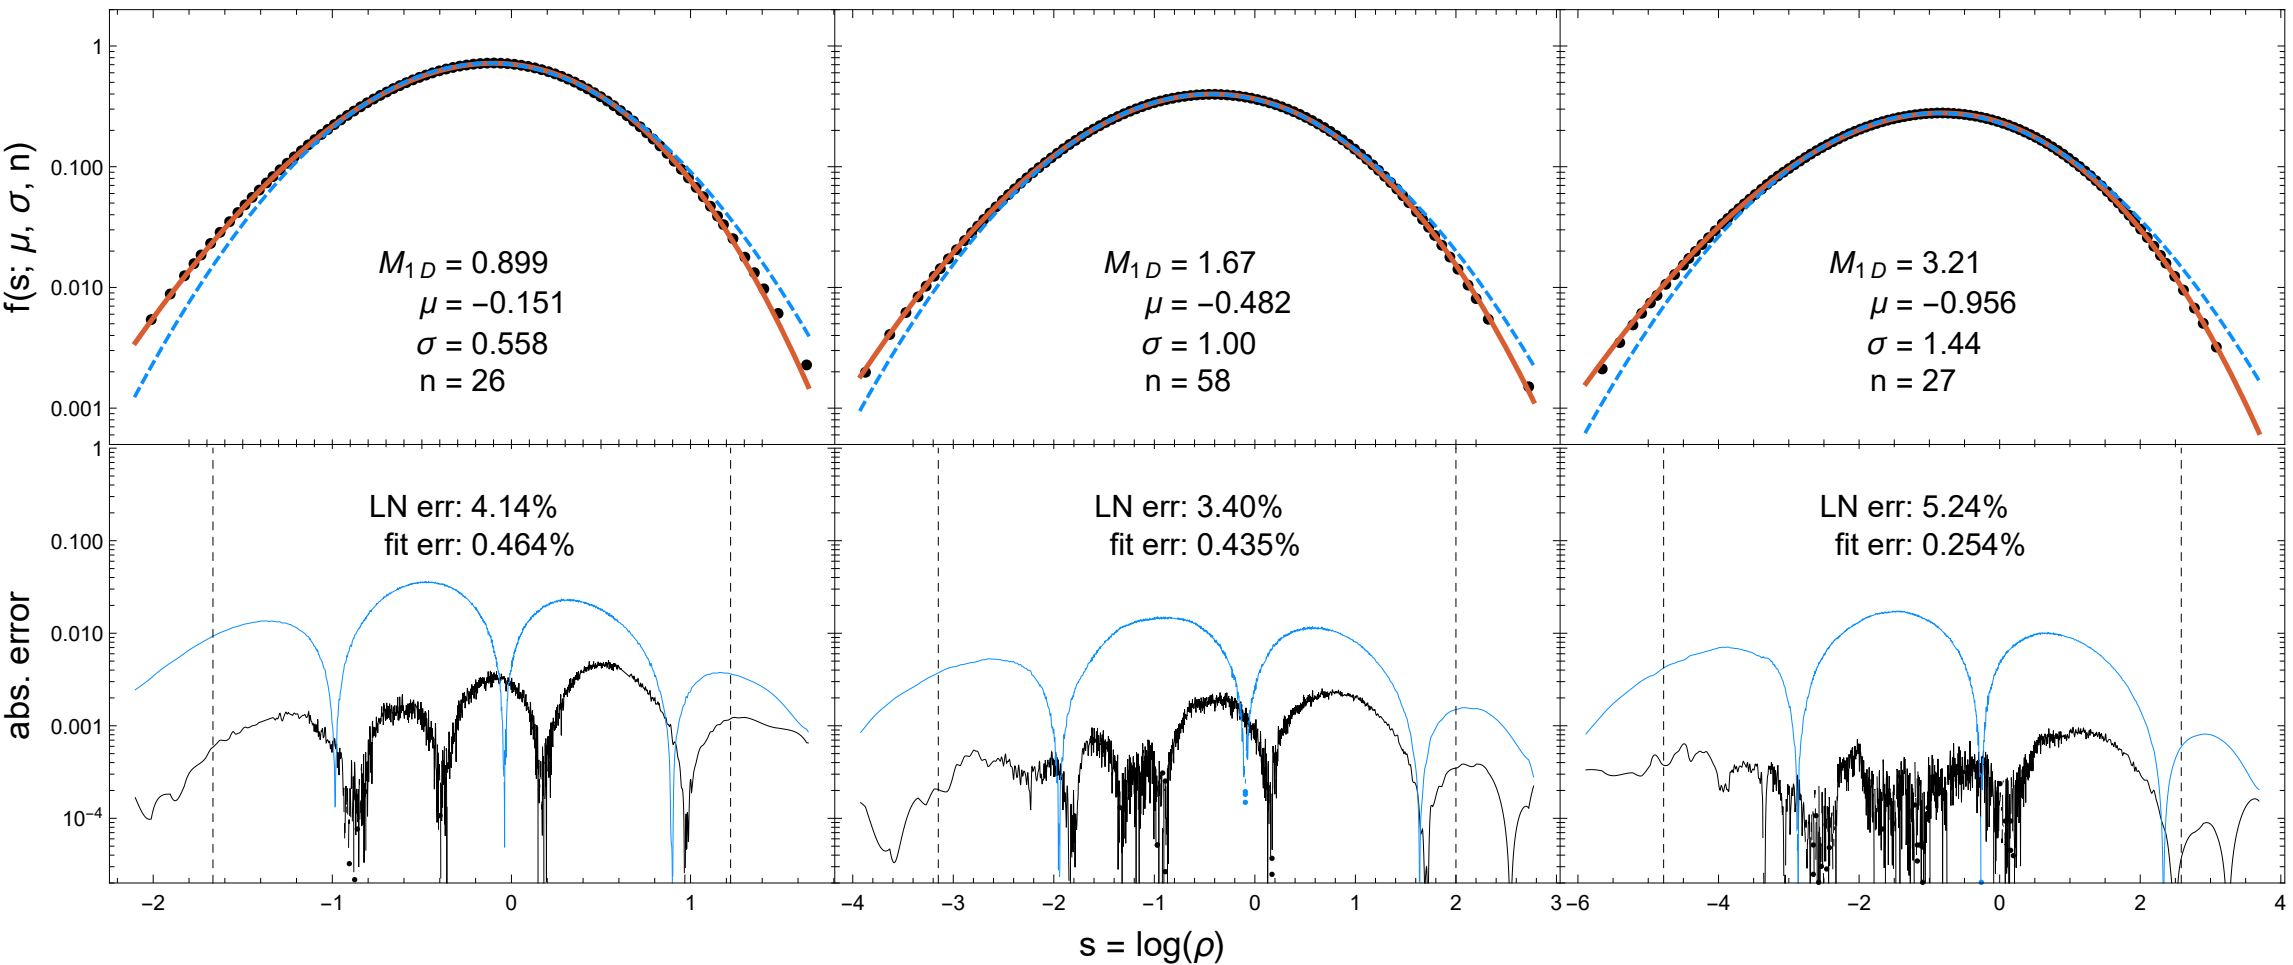 f(s; μ, σ, n)
1
0.100
0.010
0.001
M1D = 0.899
μ = −0.151
σ = 0.558
n = 26
M1D = 1.67
μ = −0.482
σ = 1.00
n = 58
M1D = 3.21
μ = −0.956
σ = 1.44
n = 27
abs. error
1
0.100
0.010
0.001
10−4
LN err: 4.14%
fit err: 0.464%
LN err: 3.40%
fit err: 0.435%
LN err: 5.24%
fit err: 0.254%
−2 −1 0 1
−4 −3 −2 −1 0 1 2 3
−6 −4 −2 0 2 4
s = log(ρ)